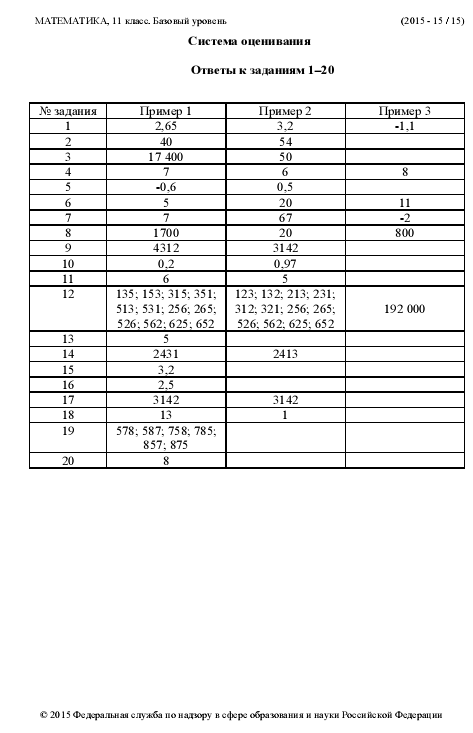 МАТЕМАТИКА, 11 класс. Базовый уровень (2015 - 15 / 15)
Система оценивания
Ответы к заданиям 1–20
№ задания Пример 1 Пример 2 Пример 3
1 2,65 3,2 -1,1
2 40 54
3 17 400 50
4 7 6 8
5 -0,6 0,5
6 5 20 11
7 7 67 -2
8 1700 20 800
9 4312 3142
10 0,2 0,97
11 6 5
12 135; 153; 315; 351; 123; 132; 213; 231;
513; 531; 256; 265; 312; 321; 256; 265; 192 000
526; 562; 625; 652 526; 562; 625; 652
13 5
14 2431 2413
15 3,2
16 2,5
17 3142 3142
18 13 1
19 578; 587; 758; 785;
857; 875
20 8
© 2015 Федеральная служба по надзору в сфере образования и науки Российской Федерации